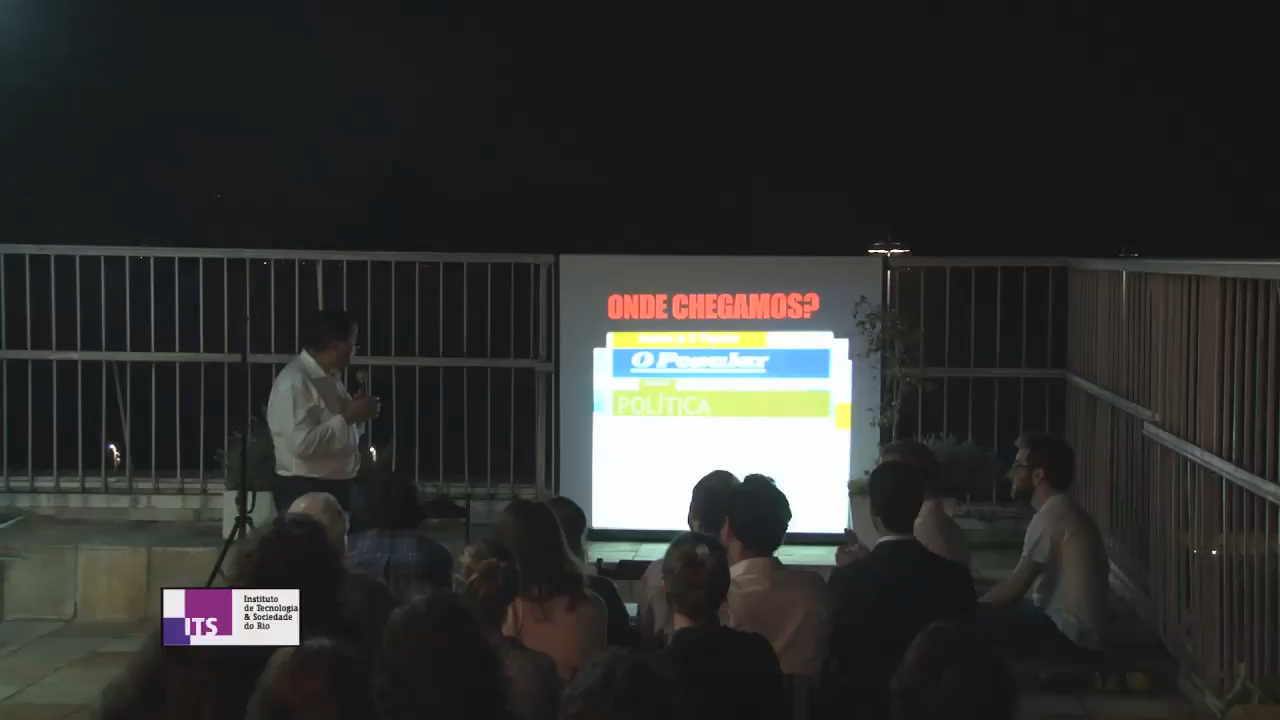 ONDE CHEGAMOS?
O Popular
POLÍTICA
ITS
Instituto
de Tecnologia
& Sociedade
do Rio